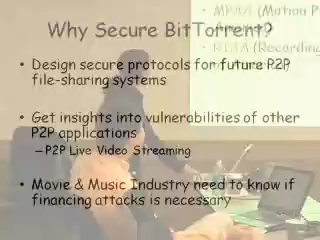 • MPAA (Motion P
Why Secure BitTorrent?
• RIAA (Recording
• Design secure protocols for future P2P
file-sharing systems
• Get insights into vulnerabilities of other
P2P applications
– P2P Live Video Streaming
• Movie & Music Industry need to know if
financing attacks is necessary